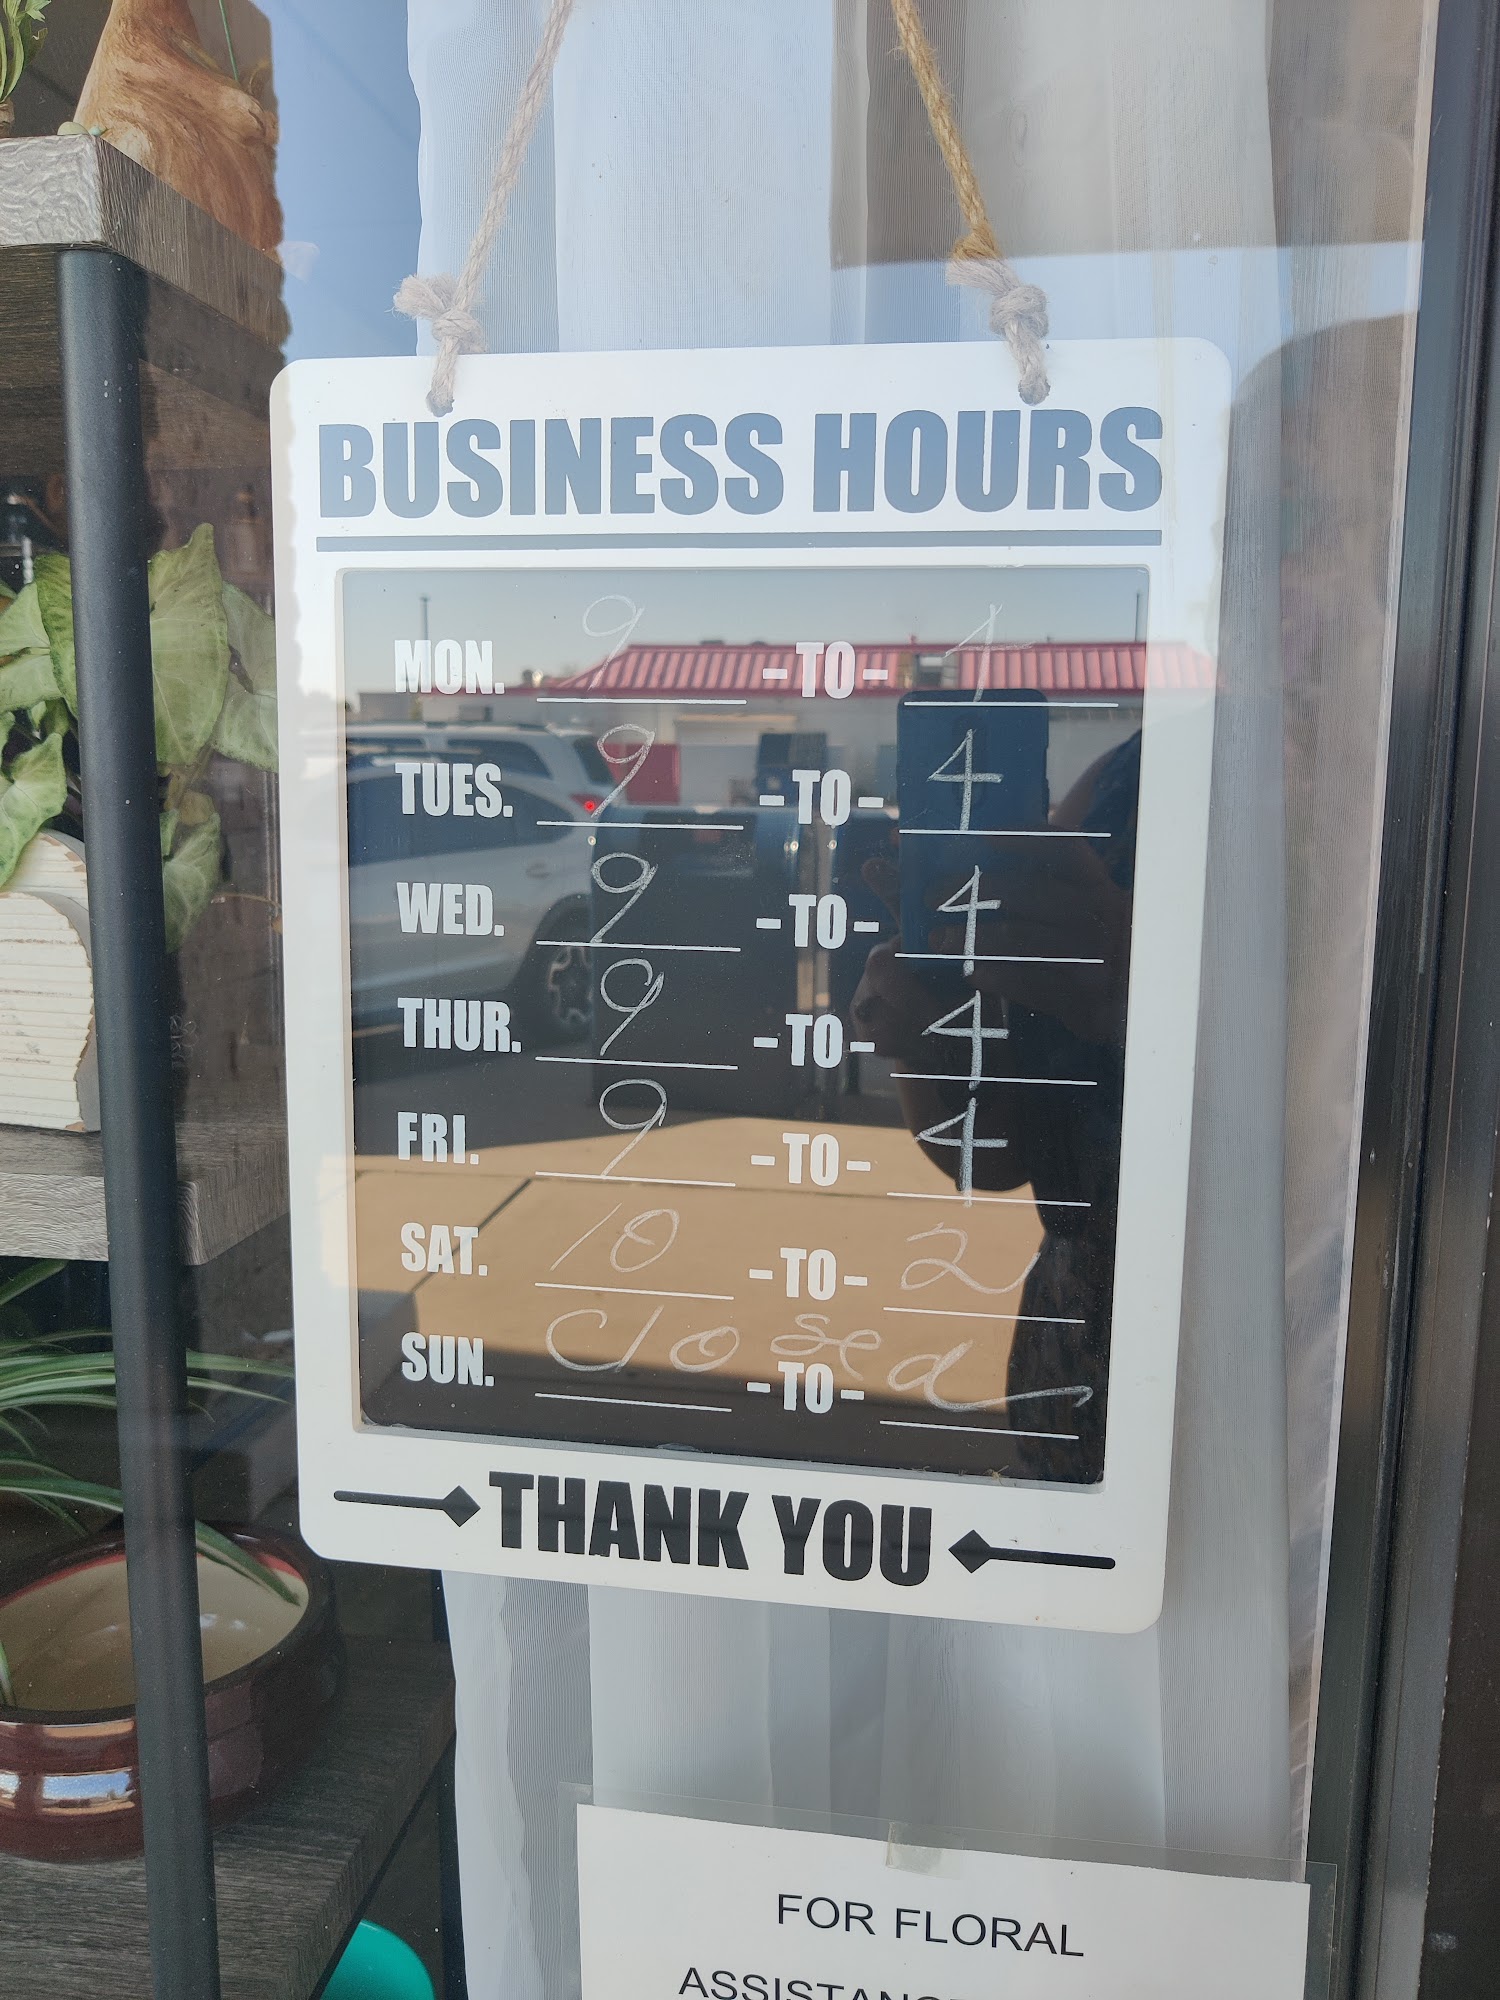 BUSINESS HOURS
MON. 9 -TO- 4
TUES. 9 -TO- 4
WED. 9 -TO- 4
THUR. 9 -TO- 4
FRI. 9 -TO- 4
SAT. 10 -TO- 2
SUN. Closed -TO-
THANK YOU
FOR FLORAL